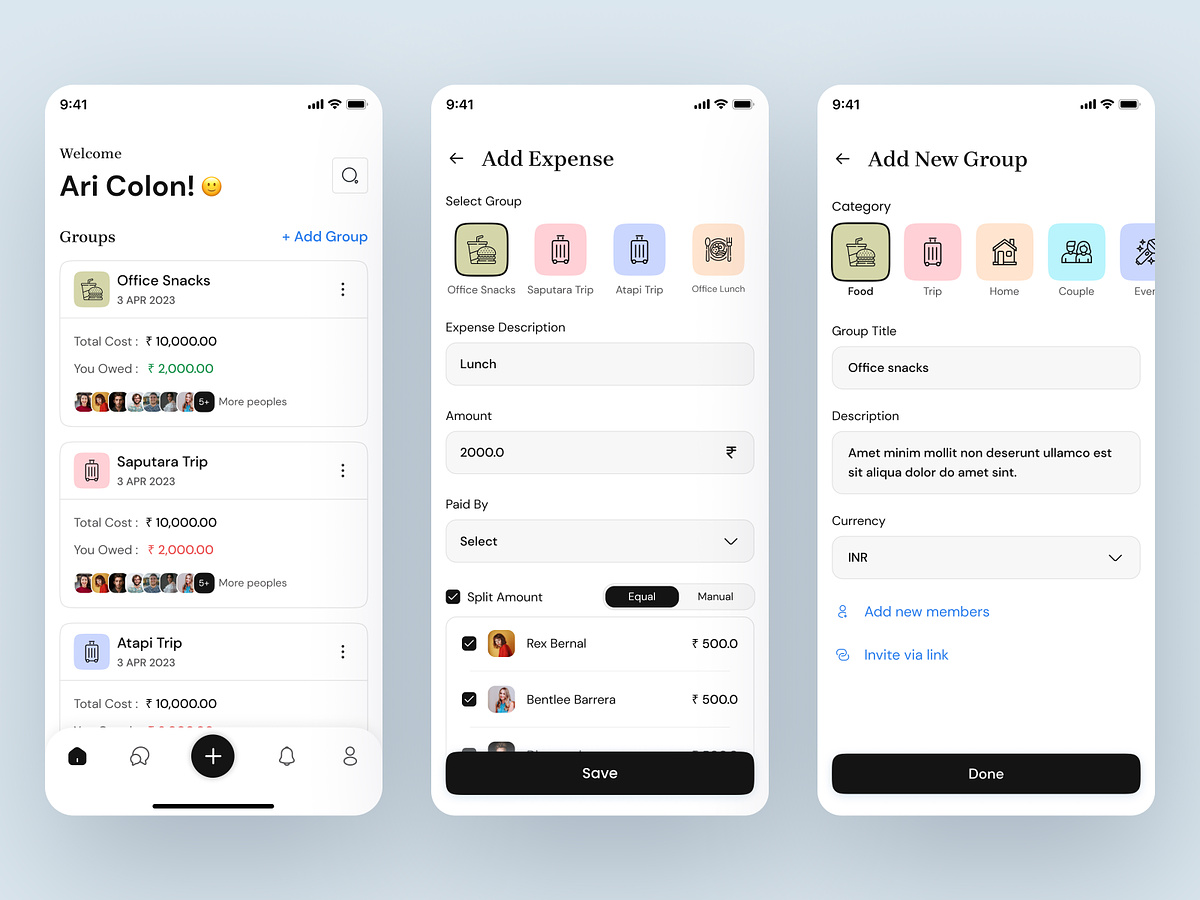 9:41
Welcome
Ari Colon! 🙂
Groups
+ Add Group
Office Snacks
3 APR 2023
Total Cost : ₹ 10,000.00
You Owed : ₹ 2,000.00
5+ More peoples
Saputara Trip
3 APR 2023
Total Cost : ₹ 10,000.00
You Owed : ₹ 2,000.00
5+ More peoples
Atapi Trip
3 APR 2023
Total Cost : ₹ 10,000.00
9:41
Add Expense
Select Group
Office Snacks
Saputara Trip
Atapi Trip
Office Lunch
Expense Description
Lunch
Amount
2000.0 ₹
Paid By
Select
Split Amount
Equal
Manual
Rex Bernal ₹ 500.0
Bentlee Barrera ₹ 500.0
Save
9:41
Add New Group
Category
Food
Trip
Home
Couple
Ever
Group Title
Office snacks
Description
Amet minim mollit non deserunt ullamco est
sit aliqua dolor do amet sint.
Currency
INR
Add new members
Invite via link
Done